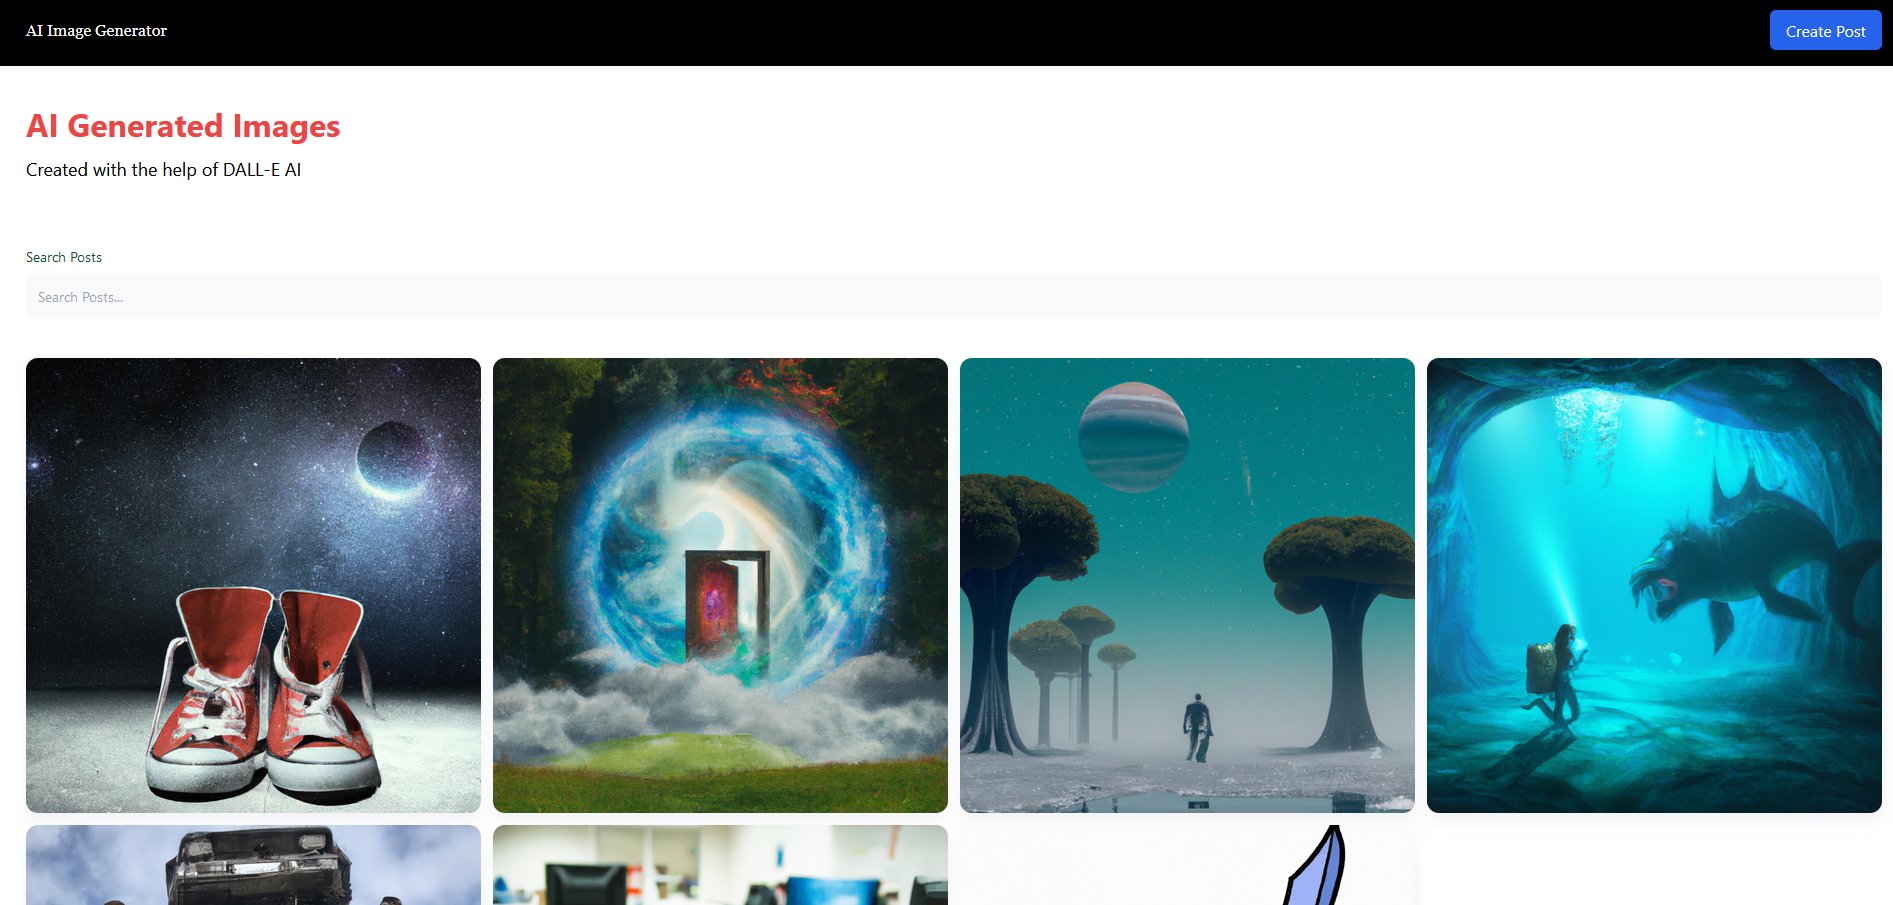 AI Image Generator
Create Post
AI Generated Images
Created with the help of DALL-E AI
Search Posts
Search Posts...